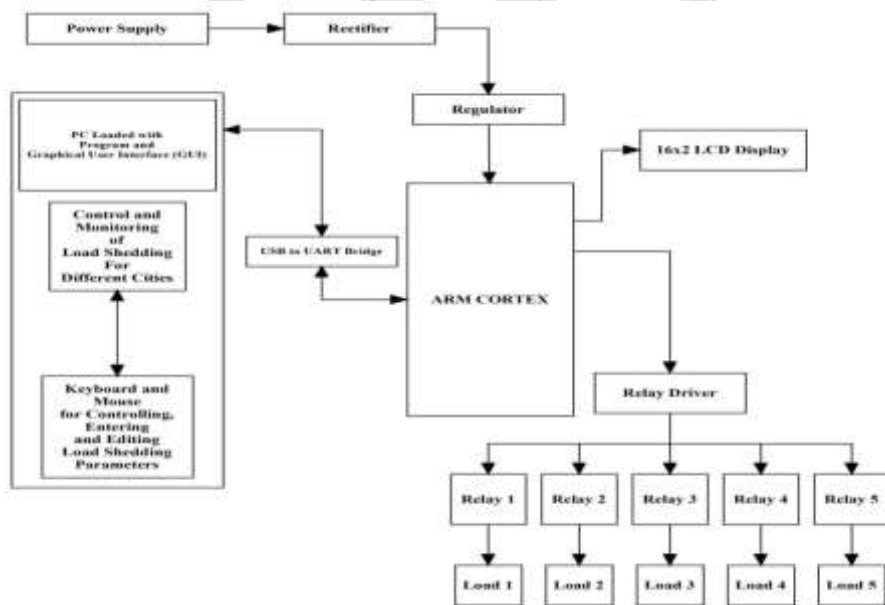 Power Supply
Rectifier
Regulator
PC Loaded with
Program and
Graphical User Interface (GUI)
16x2 LCD Display
Control and
Monitoring
of
Load Shedding
For
Different Cities
USB to UART Bridge
ARM CORTEX
Keyboard and
Mouse
for Controlling,
Entering
and Editing
Load Shedding
Parameters
Relay Driver
Relay 1
Relay 2
Relay 3
Relay 4
Relay 5
Load 1
Load 2
Load 3
Load 4
Load 5